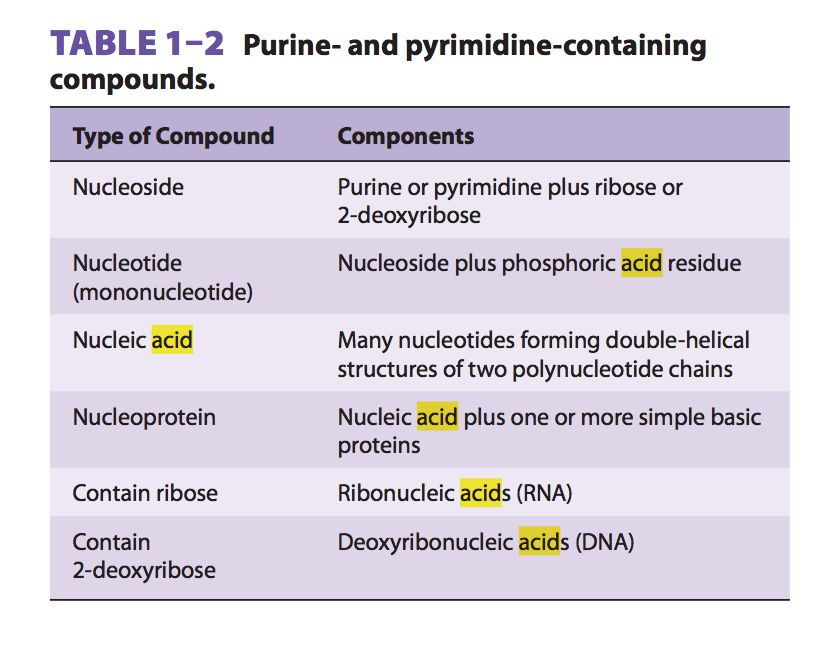 TABLE 1–2 Purine- and pyrimidine-containing
compounds.
Type of Compound Components
Nucleoside Purine or pyrimidine plus ribose or
2-deoxyribose
Nucleotide Nucleoside plus phosphoric acid residue
(mononucleotide)
Nucleic acid Many nucleotides forming double-helical
structures of two polynucleotide chains
Nucleoprotein Nucleic acid plus one or more simple basic
proteins
Contain ribose Ribonucleic acids (RNA)
Contain Deoxyribonucleic acids (DNA)
2-deoxyribose